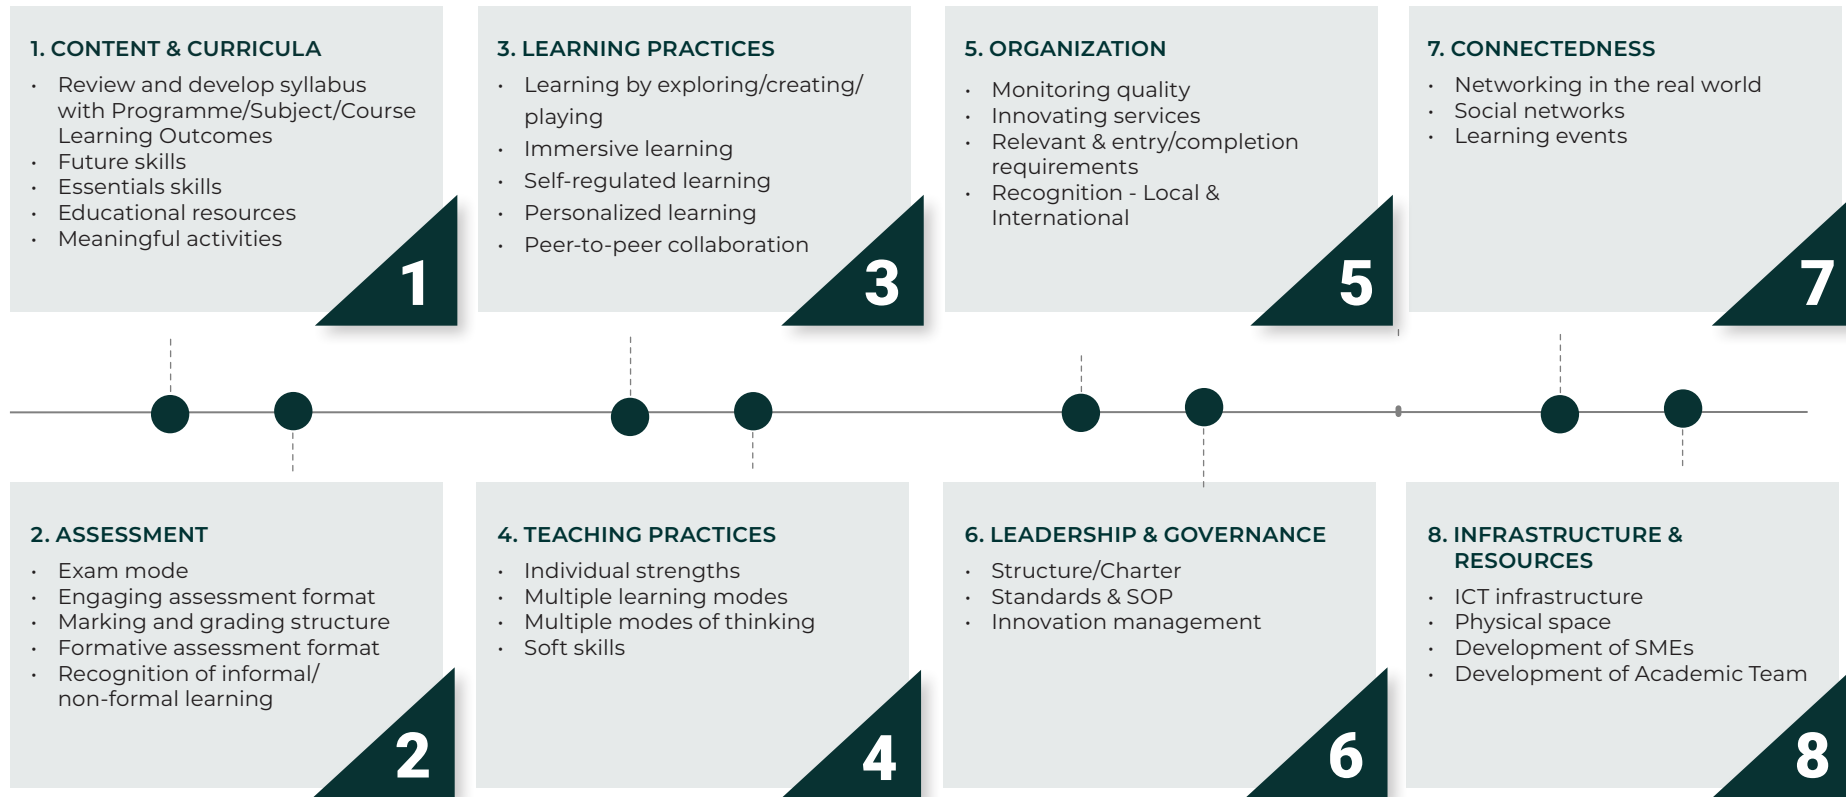 1. CONTENT & CURRICULA
• Review and develop syllabus
with Programme/Subject/Course
Learning Outcomes
• Future skills
• Essentials skills
• Educational resources
• Meaningful activities
1
2. ASSESSMENT
• Exam mode
• Engaging assessment format
• Marking and grading structure
• Formative assessment format
• Recognition of informal/
non-formal learning
2
3. LEARNING PRACTICES
• Learning by exploring/creating/
playing
• Immersive learning
• Self-regulated learning
• Personalized learning
• Peer-to-peer collaboration
3
4. TEACHING PRACTICES
• Individual strengths
• Multiple learning modes
• Multiple modes of thinking
• Soft skills
4
5. ORGANIZATION
• Monitoring quality
• Innovating services
• Relevant & entry/completion
requirements
• Recognition - Local &
International
5
6. LEADERSHIP & GOVERNANCE
• Structure/Charter
• Standards & SOP
• Innovation management
6
7. CONNECTEDNESS
• Networking in the real world
• Social networks
• Learning events
7
8. INFRASTRUCTURE &
RESOURCES
• ICT infrastructure
• Physical space
• Development of SMEs
• Development of Academic Team
8